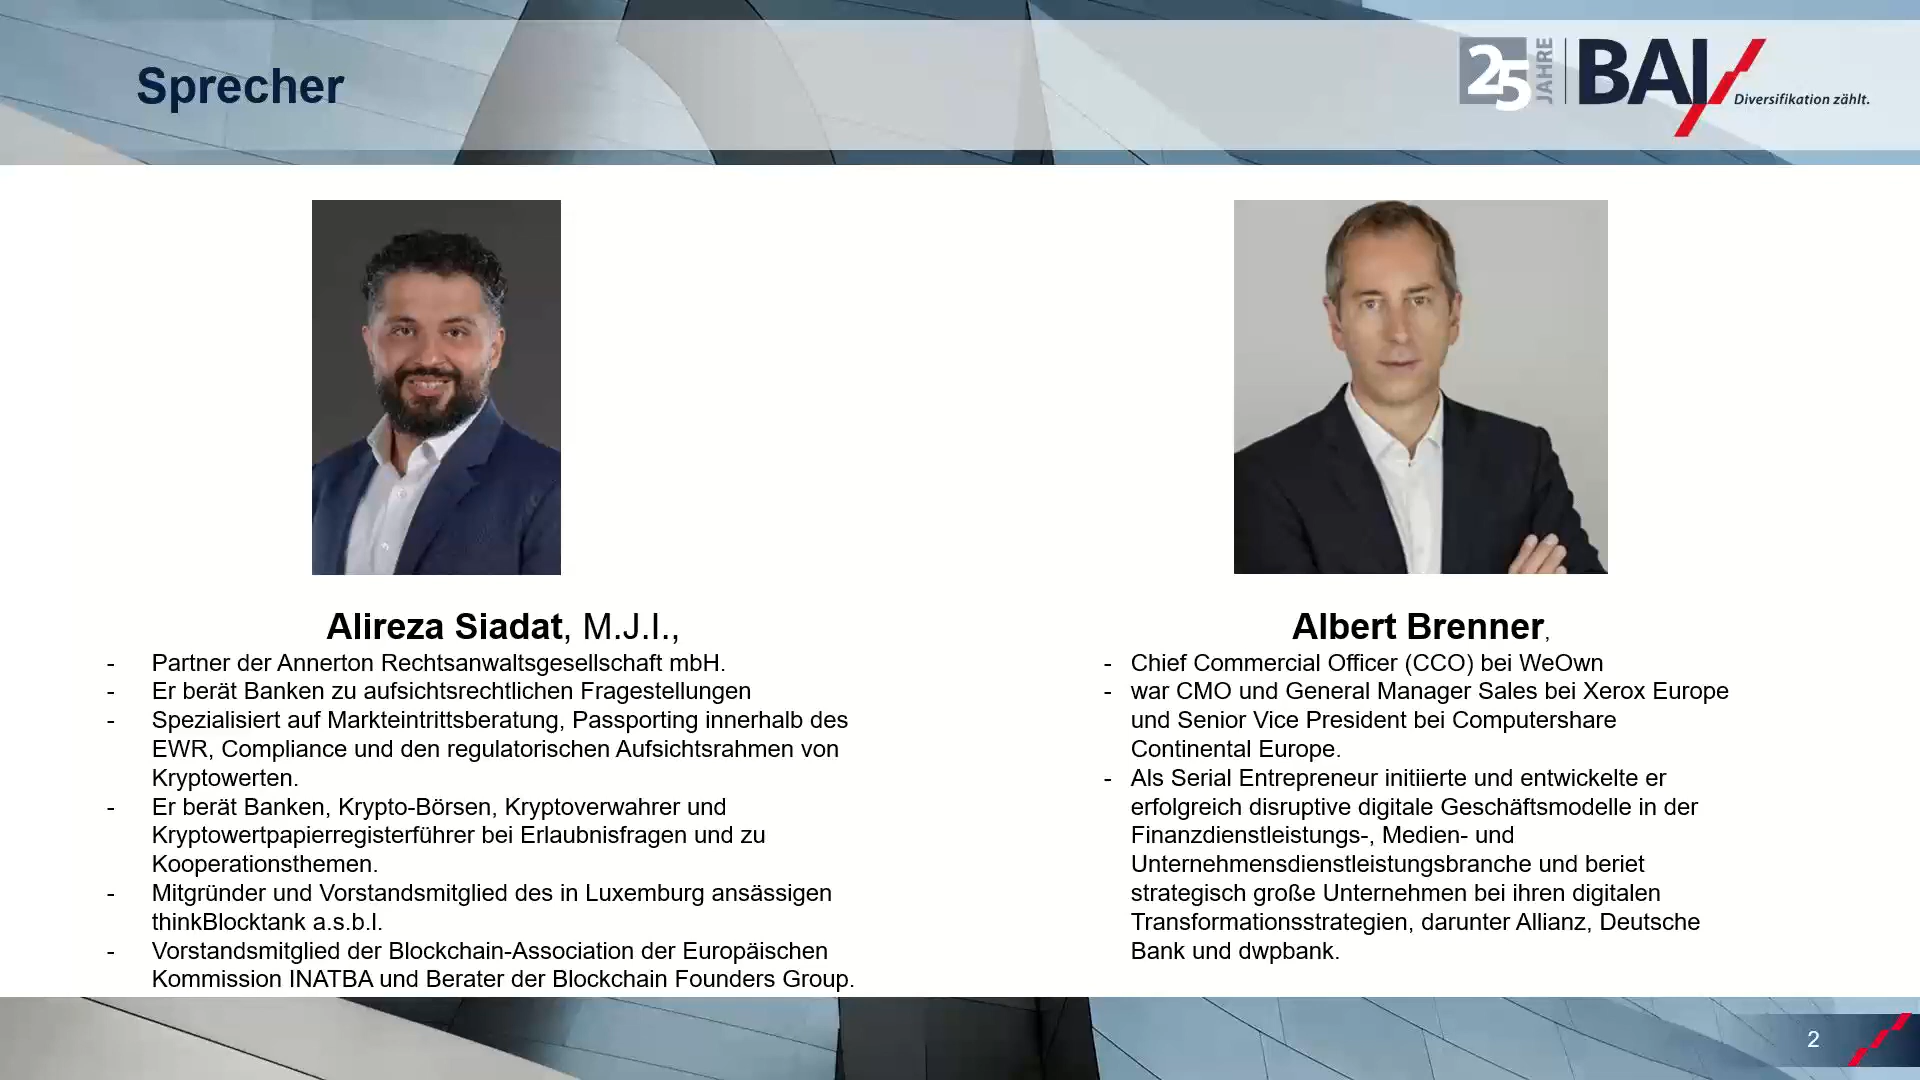 Sprecher
25 JAHRE
BAI
Diversifikation zählt.
Alireza Siadat, M.J.I.,
- Partner der Annerton Rechtsanwaltsgesellschaft mbH.
- Er berät Banken zu aufsichtsrechtlichen Fragestellungen
- Spezialisiert auf Markteintrittsberatung, Passporting innerhalb des
EWR, Compliance und den regulatorischen Aufsichtsrahmen von
Kryptowerten.
- Er berät Banken, Krypto-Börsen, Kryptoverwahrer und
Kryptowertpapierregisterführer bei Erlaubnisfragen und zu
Kooperationsthemen.
- Mitgründer und Vorstandsmitglied des in Luxemburg ansässigen
thinkBlocktank a.s.b.l.
- Vorstandsmitglied der Blockchain-Association der Europäischen
Kommission INATBA und Berater der Blockchain Founders Group.
Albert Brenner,
- Chief Commercial Officer (CCO) bei WeOwn
- war CMO und General Manager Sales bei Xerox Europe
und Senior Vice President bei Computershare
Continental Europe.
- Als Serial Entrepreneur initiierte und entwickelte er
erfolgreich disruptive digitale Geschäftsmodelle in der
Finanzdienstleistungs-, Medien- und
Unternehmensdienstleistungsbranche und beriet
strategisch große Unternehmen bei ihren digitalen
Transformationsstrategien, darunter Allianz, Deutsche
Bank und dwpbank.
2